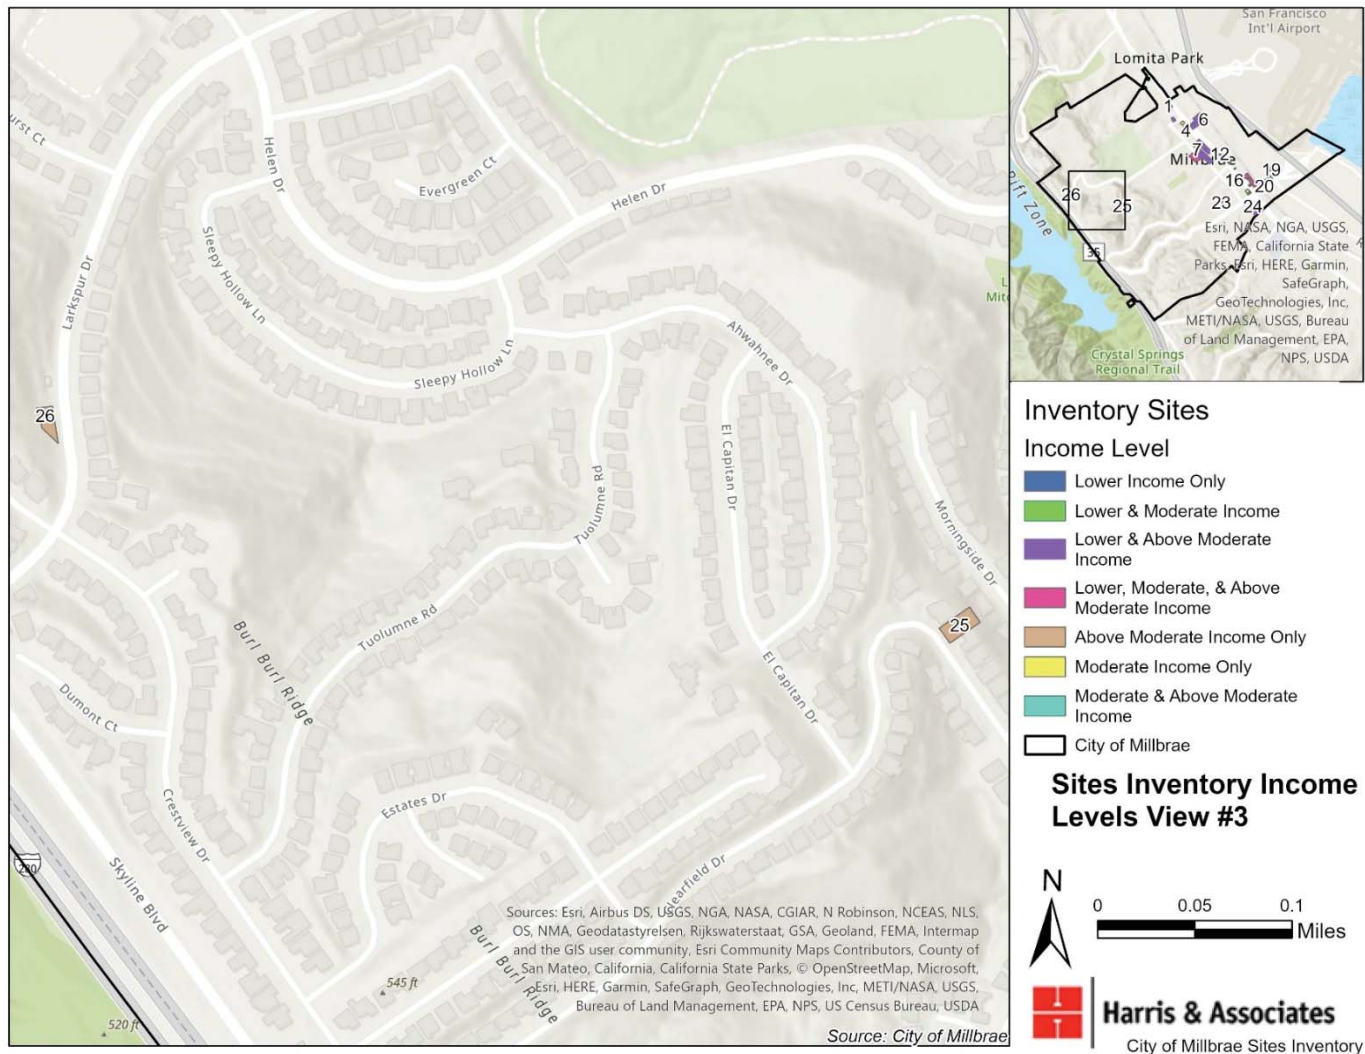 urst Ct
Larkspur Dr
Helen Dr
Evergreen Ct
Helen Dr
Sleepy Hollow Ln
Sleepy Hollow Ln
Ahwahnee Dr
El Capitan Dr
Tuolumne Rd
Morningside Dr
26
25
Tuolumne Rd
Burl Burl Ridge
El Capitan Dr
Dumont Ct
Crestview Dr
Estates Dr
Skyline Blvd
280
learfield Dr
Burl Burl Ridge
545 ft
520 ft
Sources: Esri, Airbus DS, USGS, NGA, NASA, CGIAR, N Robinson, NCEAS, NLS,
OS, NMA, Geodatastyrelsen, Rijkswaterstaat, GSA, Geoland, FEMA, Intermap
and the GIS user community, Esri Community Maps Contributors, County of
San Mateo, California, California State Parks, © OpenStreetMap, Microsoft,
Esri, HERE, Garmin, SafeGraph, GeoTechnologies, Inc, METI/NASA, USGS,
Bureau of Land Management, EPA, NPS, US Census Bureau, USDA
Source: City of Millbrae
San Francisco
Int'l Airport
Lomita Park
1
6
4
7
12
Millbrae
19
16
20
26
25
23
24
Rift Zone
35
Esri, NASA, NGA, USGS,
FEMA, California State
Parks, Esri, HERE, Garmin,
SafeGraph,
GeoTechnologies, Inc,
METI/NASA, USGS, Bureau
of Land Management, EPA,
NPS, USDA
Crystal Springs
Regional Trail
Inventory Sites
Income Level
Lower Income Only
Lower & Moderate Income
Lower & Above Moderate
Income
Lower, Moderate, & Above
Moderate Income
Above Moderate Income Only
Moderate Income Only
Moderate & Above Moderate
Income
City of Millbrae
Sites Inventory Income
Levels View #3
N
0 0.05 0.1
Miles
Harris & Associates
City of Millbrae Sites Inventory